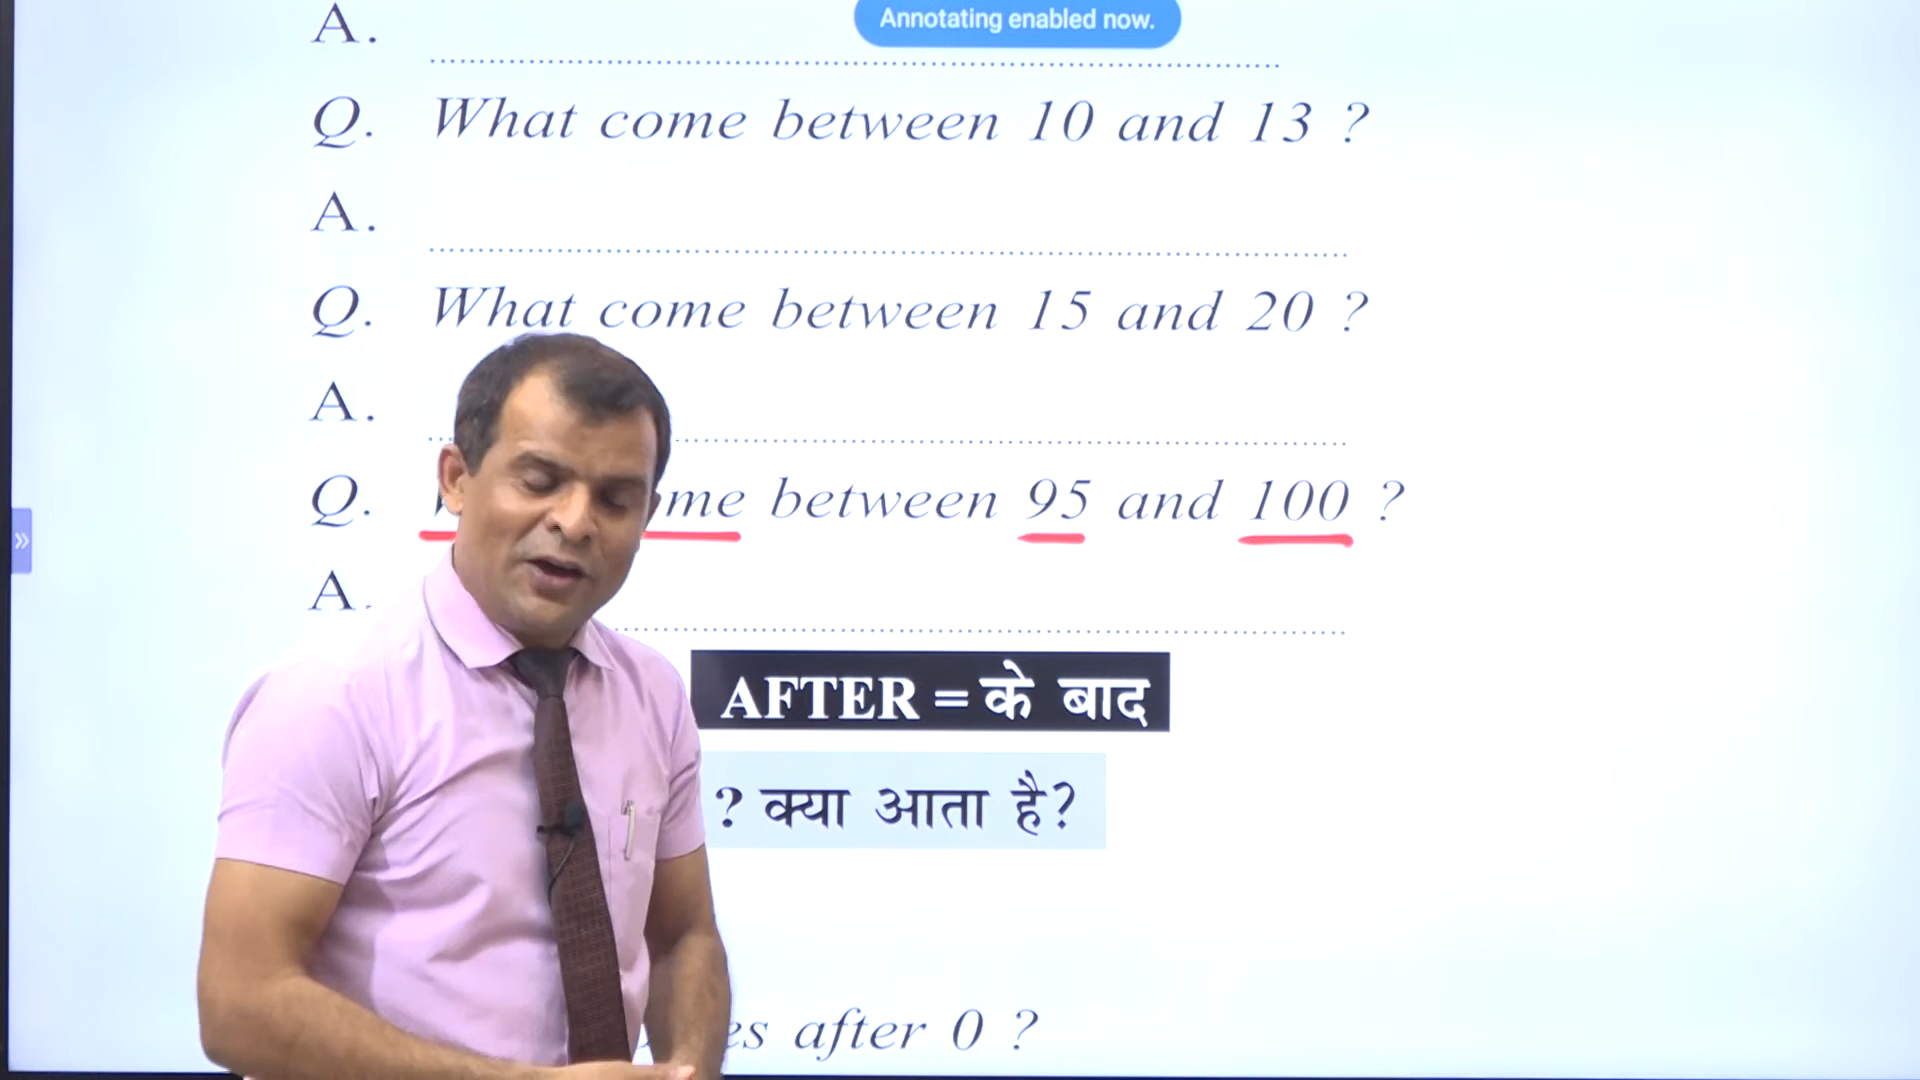 Annotating enabled now.
A.
Q. What come between 10 and 13 ?
A.
Q. What come between 15 and 20 ?
A.
Q. between 95 and 100 ?
A.
AFTER = के बाद
? क्या आता है?
after 0 ?